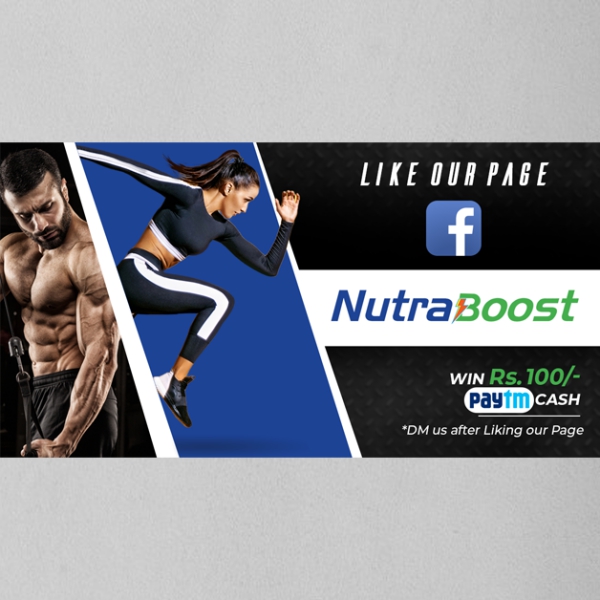 LIKE OUR PAGE
f
NutraBoost
WIN Rs. 100/-
paytm CASH
*DM us after Liking our Page